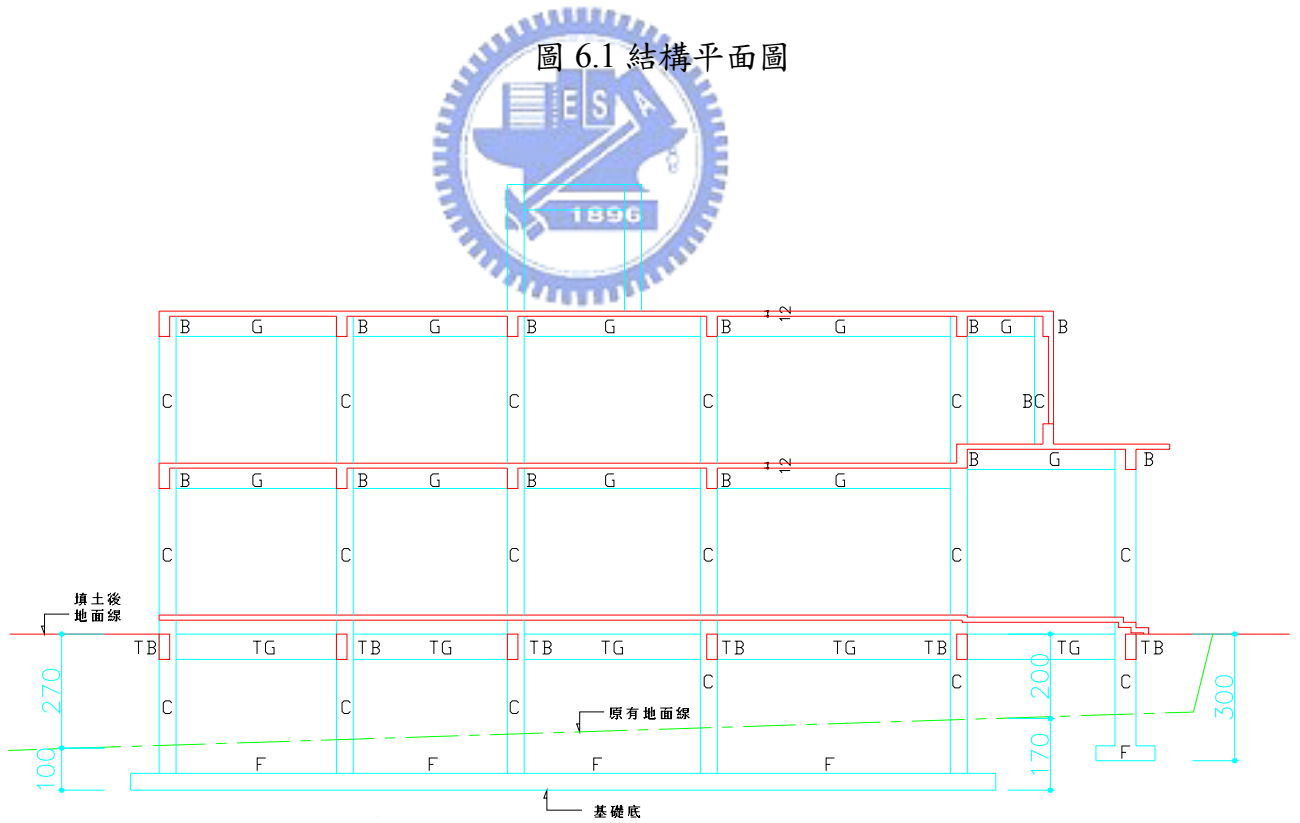 圖 6.1 結構平面圖
E S A
1896
12
B G B G B G B G B G B
C C C C C B C
12
B G B G B G B G B G B
C C C C C C
填土後
地面線
TB TG TB TG TB TG TB TG TB TG TB
270 C C C C C C 200 300
原有地面線
100 F F F F 170 F
基礎底